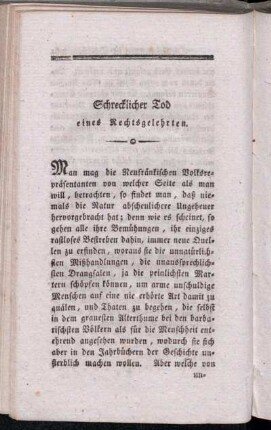 Schrecklicher Tod
eines Rechtsgelehrten.
Man mag die Neufränkischen Volksre-
präsentanten von welcher Seite als man
will, betrachten, so findet man, daß nie-
mals die Natur abscheulichere Ungeheuer
hervorgebracht hat; denn wie es scheinet, so
gehen alle ihre Bemühungen, ihr einziges
rastloses Bestreben dahin, immer neue Quel-
len zu erfinden, woraus sie die unnatürlich-
sten Mißhandlungen, die unaussprechlich-
sten Drangsalen, ja die peinlichsten Mar-
tern schöpfen können, um arme unschuldige
Menschen auf eine nie erhörte Art damit zu
quälen, und Thaten zu begehen, die selbst
in dem grauesten Alterthume bei den barba-
rischsten Völkern als für die Menschheit ent-
ehrend angesehen wurden, wodurch sie sich
aber in den Jahrbüchern der Geschichte un-
sterblich machen wollen. Aber welche von
un-